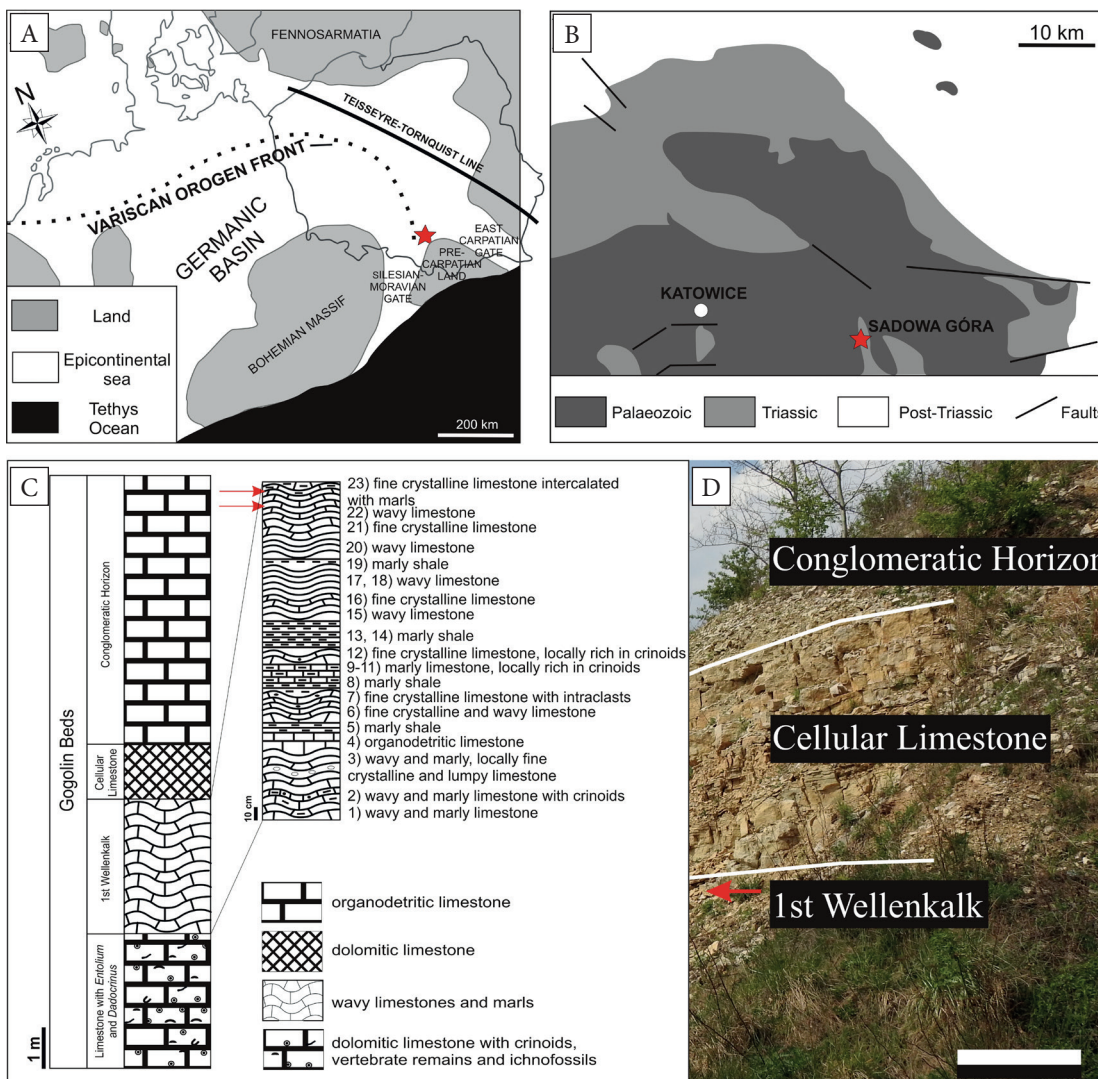 A
FENNOSARMATIA
N
TEISSEYRE-TORNQUIST LINE
VARISCAN OROGEN FRONT
GERMANIC
BASIN
EAST
CARPATIAN
GATE
PRE-
CARPATIAN
LAND
SILESIAN-
MORAVIAN
GATE
BOHEMIAN MASSIF
Land
Epicontinental
sea
Tethys
Ocean
200 km
B
10 km
KATOWICE
SADOWA GÓRA
Palaeozoic
Triassic
Post-Triassic
Faults
C
Gogolin Beds
Conglomeratic Horizon
Cellular
Limestone
1st Wellenkalk
Limestone with Entolium
and Dadocrinus
1 m
23) fine crystalline limestone intercalated
with marls
22) wavy limestone
21) fine crystalline limestone
20) wavy limestone
19) marly shale
17, 18) wavy limestone
16) fine crystalline limestone
15) wavy limestone
13, 14) marly shale
12) fine crystalline limestone, locally rich in crinoids
9-11) marly limestone, locally rich in crinoids
8) marly shale
7) fine crystalline limestone with intraclasts
6) fine crystalline and wavy limestone
5) marly shale
4) organodetritic limestone
3) wavy and marly, locally fine
crystalline and lumpy limestone
2) wavy and marly limestone with crinoids
1) wavy and marly limestone
10 cm
organodetritic limestone
dolomitic limestone
wavy limestones and marls
dolomitic limestone with crinoids,
vertebrate remains and ichnofossils
D
Conglomeratic Horizon
Cellular Limestone
1st Wellenkalk